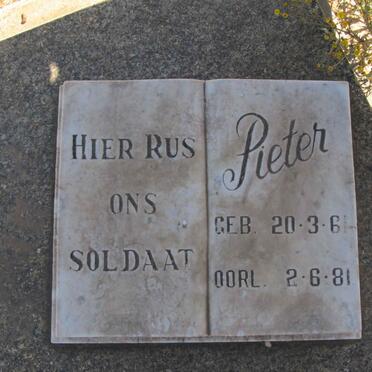 HIER RUS
ONS
SOLDAAT
Pieter
GEB. 20·3·61
OORL. 2·6·81